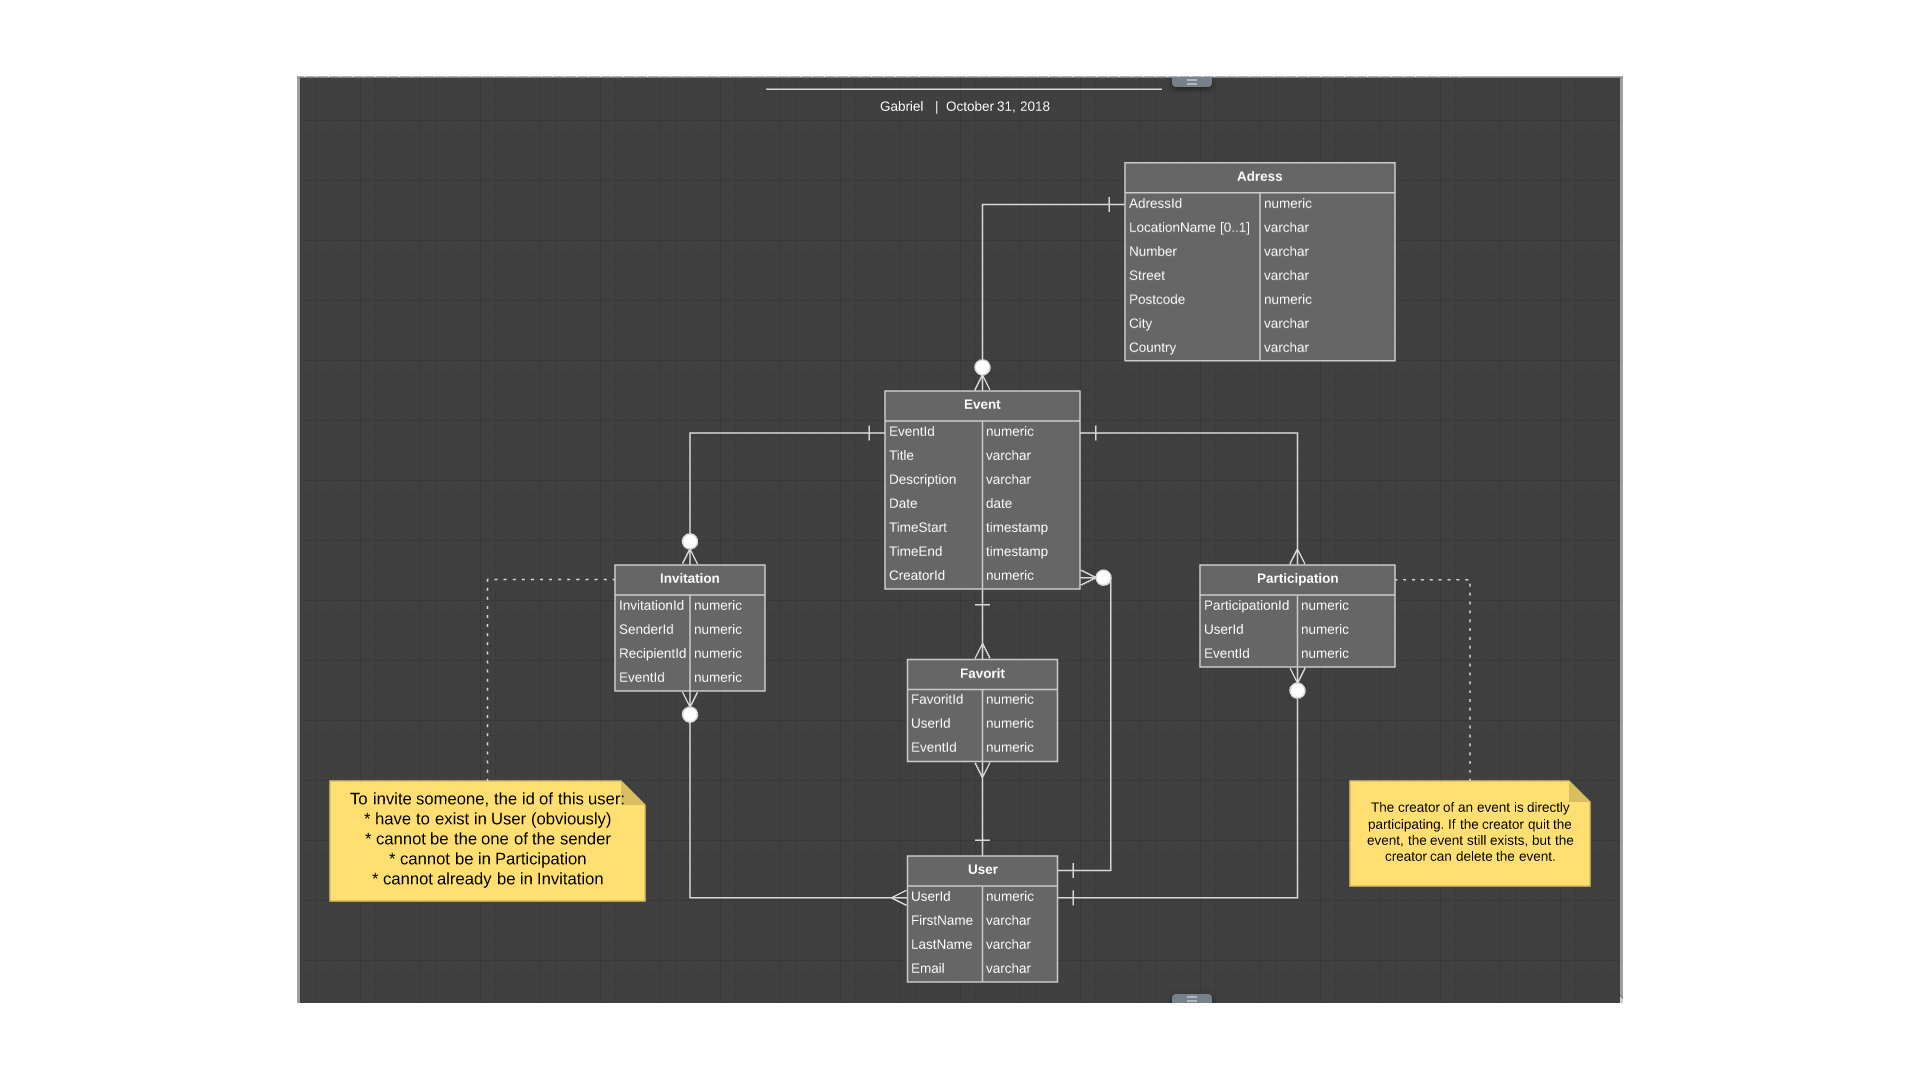 Gabriel | October 31, 2018
Adress
AdressId numeric
LocationName [0..1] varchar
Number varchar
Street varchar
Postcode numeric
City varchar
Country varchar
Event
EventId numeric
Title varchar
Description varchar
Date date
TimeStart timestamp
TimeEnd timestamp
CreatorId numeric
Invitation
InvitationId numeric
SenderId numeric
RecipientId numeric
EventId numeric
Participation
ParticipationId numeric
UserId numeric
EventId numeric
Favorit
FavoritId numeric
UserId numeric
EventId numeric
To invite someone, the id of this user:
* have to exist in User (obviously)
* cannot be the one of the sender
* cannot be in Participation
* cannot already be in Invitation
The creator of an event is directly
participating. If the creator quit the
event, the event still exists, but the
creator can delete the event.
User
UserId numeric
FirstName varchar
LastName varchar
Email varchar